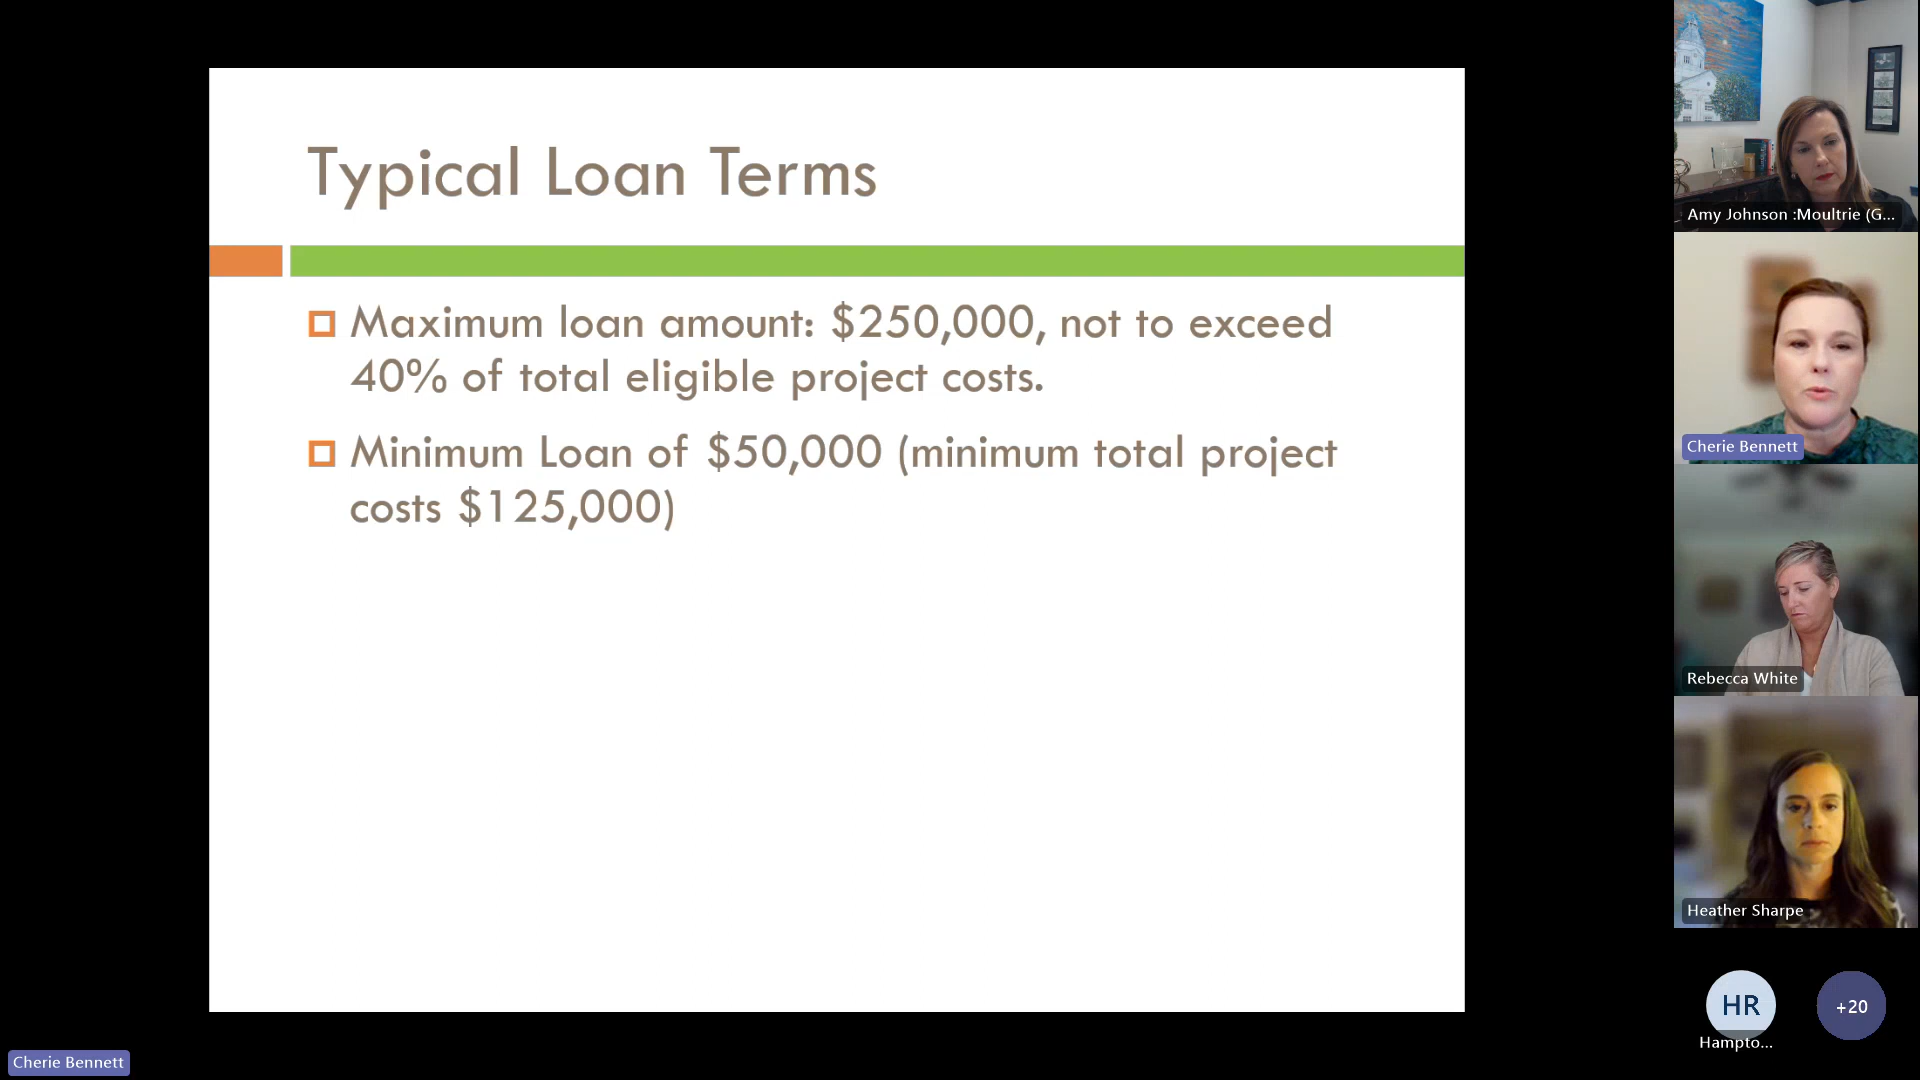 Typical Loan Terms
Maximum loan amount: $250,000, not to exceed
40% of total eligible project costs.
Minimum Loan of $50,000 (minimum total project
costs $125,000)
Amy Johnson :Moultrie (G...
Cherie Bennett
Rebecca White
Heather Sharpe
HR
+20
Hampto...
Cherie Bennett